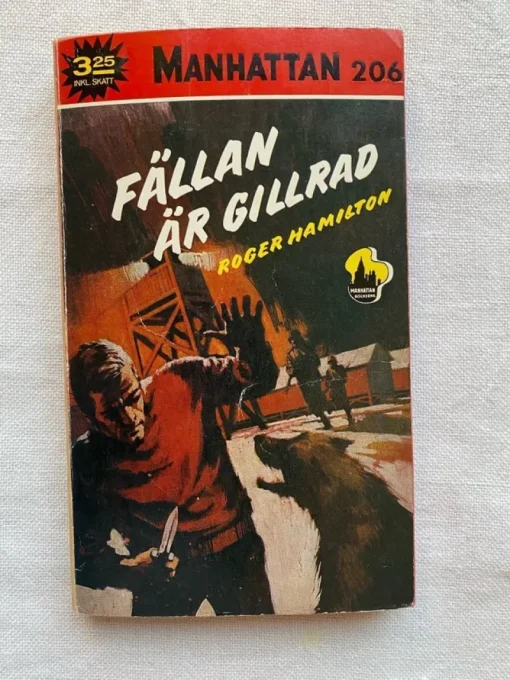 3 25
INKL. SKATT
MANHATTAN 206
FÄLLAN
ÄR GILLRAD
ROGER HAMILTON
MANHATTAN
BÖCKERNA